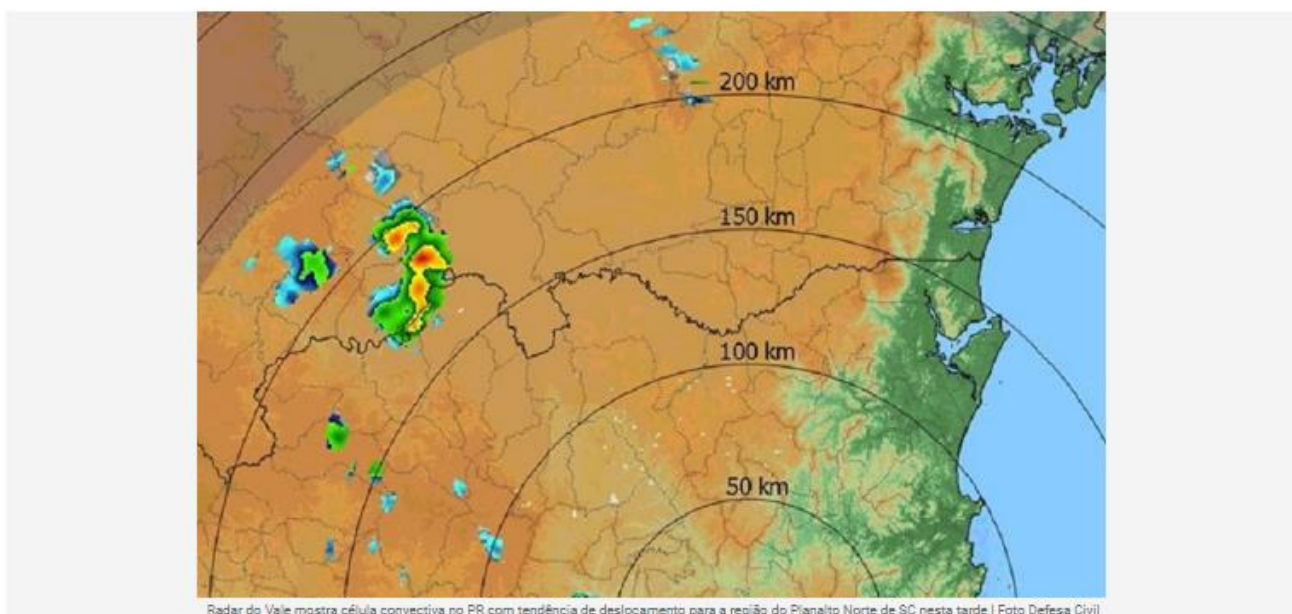 200 km
150 km
100 km
50 km
Radar do Vale mostra célula convectiva no PR com tendência de deslocamento para a região do Planalto Norte de SC nesta tarde | Foto Defesa Civil